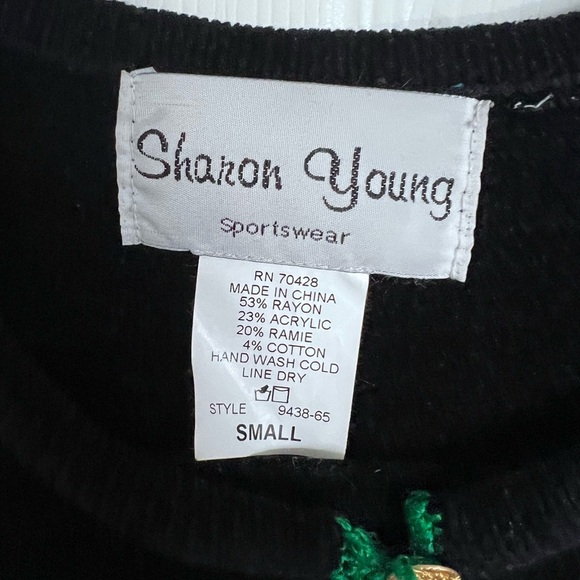 Sharon Young
Sportswear
RN 70428
MADE IN CHINA
53% RAYON
23% ACRYLIC
20% RAMIE
4% COTTON
HAND WASH COLD
LINE DRY
STYLE 9438-65
SMALL